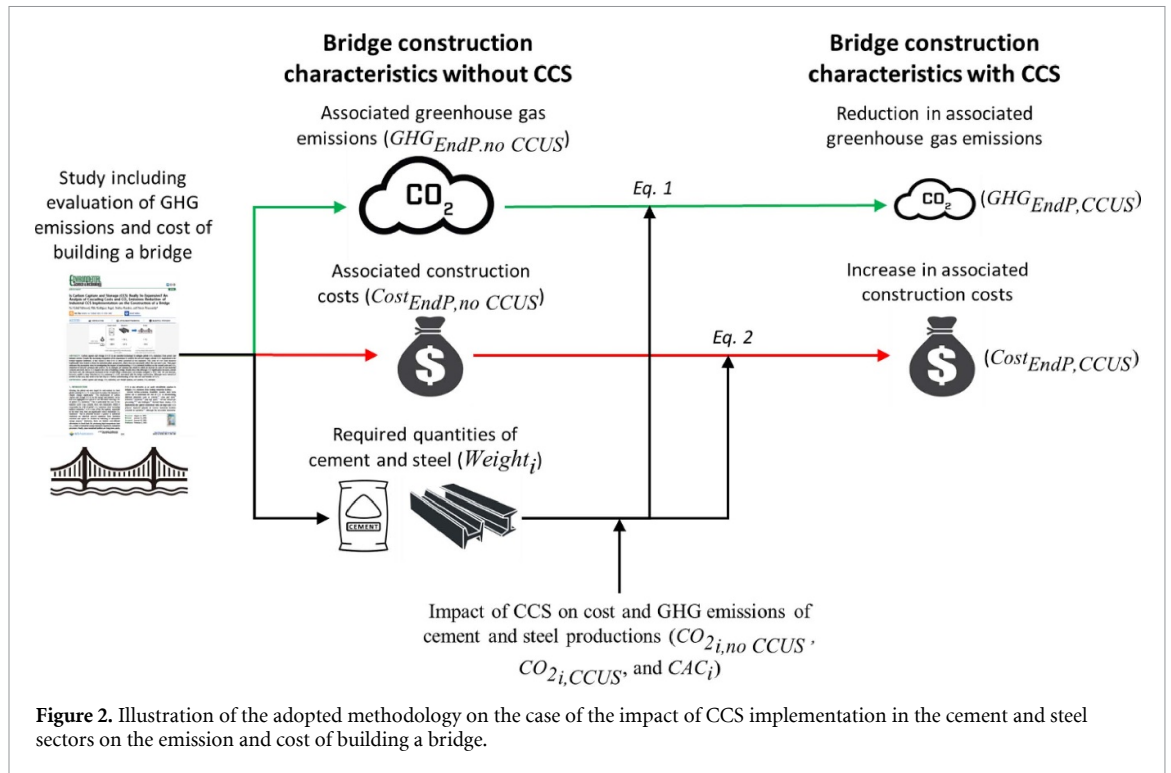 Bridge construction
characteristics without CCS
Bridge construction
characteristics with CCS
Study including
evaluation of GHG
emissions and cost of
building a bridge
Associated greenhouse gas
emissions (GHG_EndP.no CCUS)
CO2
Eq. 1
Reduction in associated
greenhouse gas emissions
CO2
(GHG_EndP,CCUS)
Associated construction
costs (Cost_EndP,no CCUS)
$
Eq. 2
Increase in associated
construction costs
$
(Cost_EndP,CCUS)
Required quantities of
cement and steel (Weight_i)
CEMENT
Impact of CCS on cost and GHG emissions of
cement and steel productions (CO_2i,no CCUS ,
CO_2i,CCUS, and CAC_i)
Figure 2. Illustration of the adopted methodology on the case of the impact of CCS implementation in the cement and steel
sectors on the emission and cost of building a bridge.